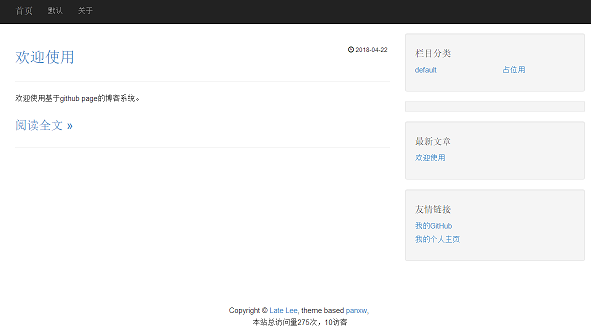 首页 默认 关于
欢迎使用 2018-04-22
欢迎使用基于github page的博客系统。
阅读全文 »
栏目分类
default 占位用
最新文章
欢迎使用
友情链接
我的GitHub
我的个人主页
Copyright © Late Lee, theme based panxw,
本站总访问量275次，10访客